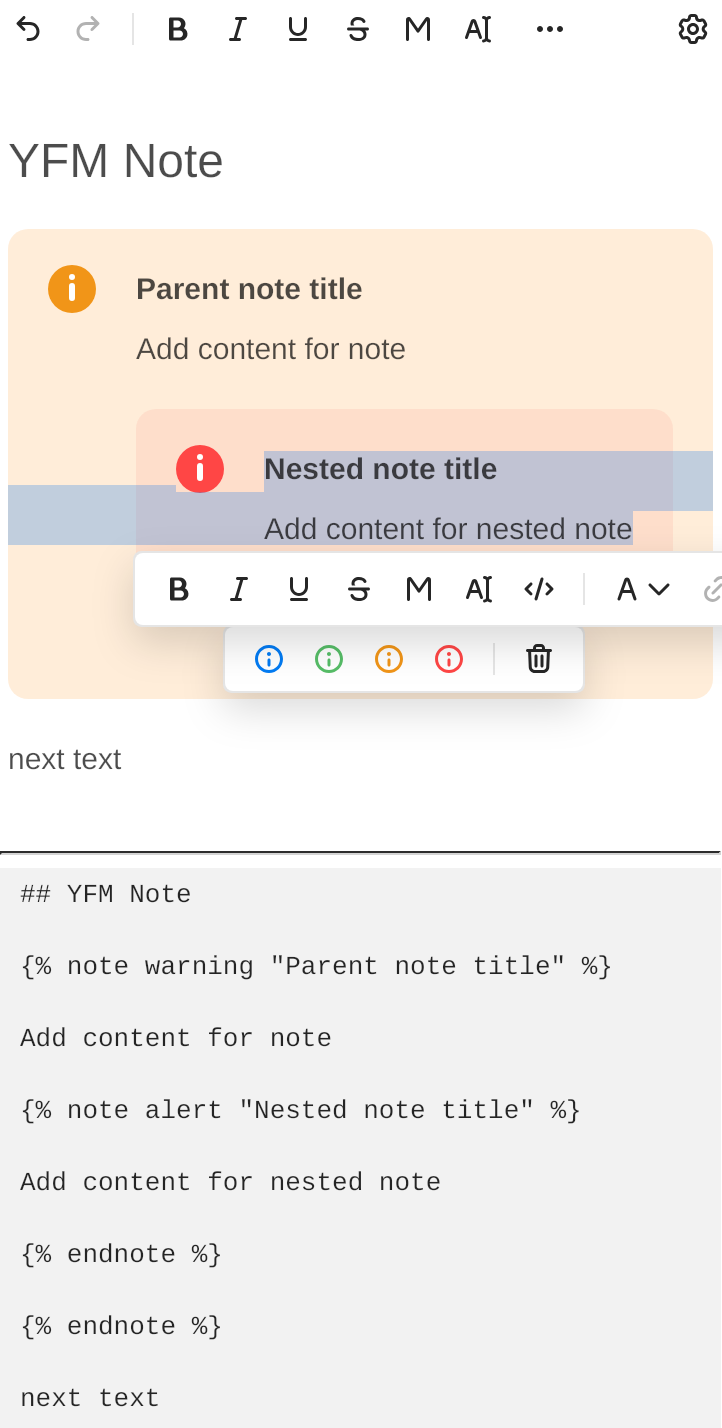 YFM Note
Parent note title
Add content for note
Nested note title
Add content for nested note
next text
## YFM Note
{% note warning "Parent note title" %}
Add content for note
{% note alert "Nested note title" %}
Add content for nested note
{% endnote %}
{% endnote %}
next text